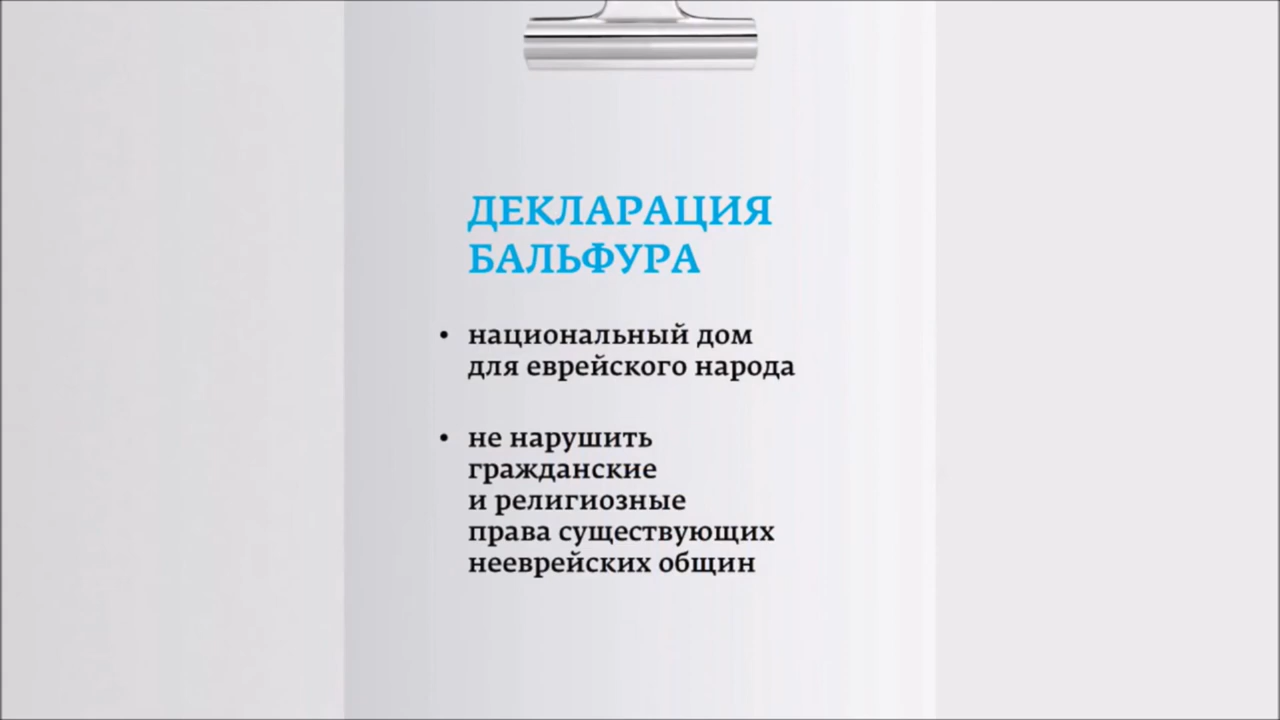 ДЕКЛАРАЦИЯ
БАЛЬФУРА
• национальный дом
для еврейского народа
• не нарушить
гражданские
и религиозные
права существующих
нееврейских общин